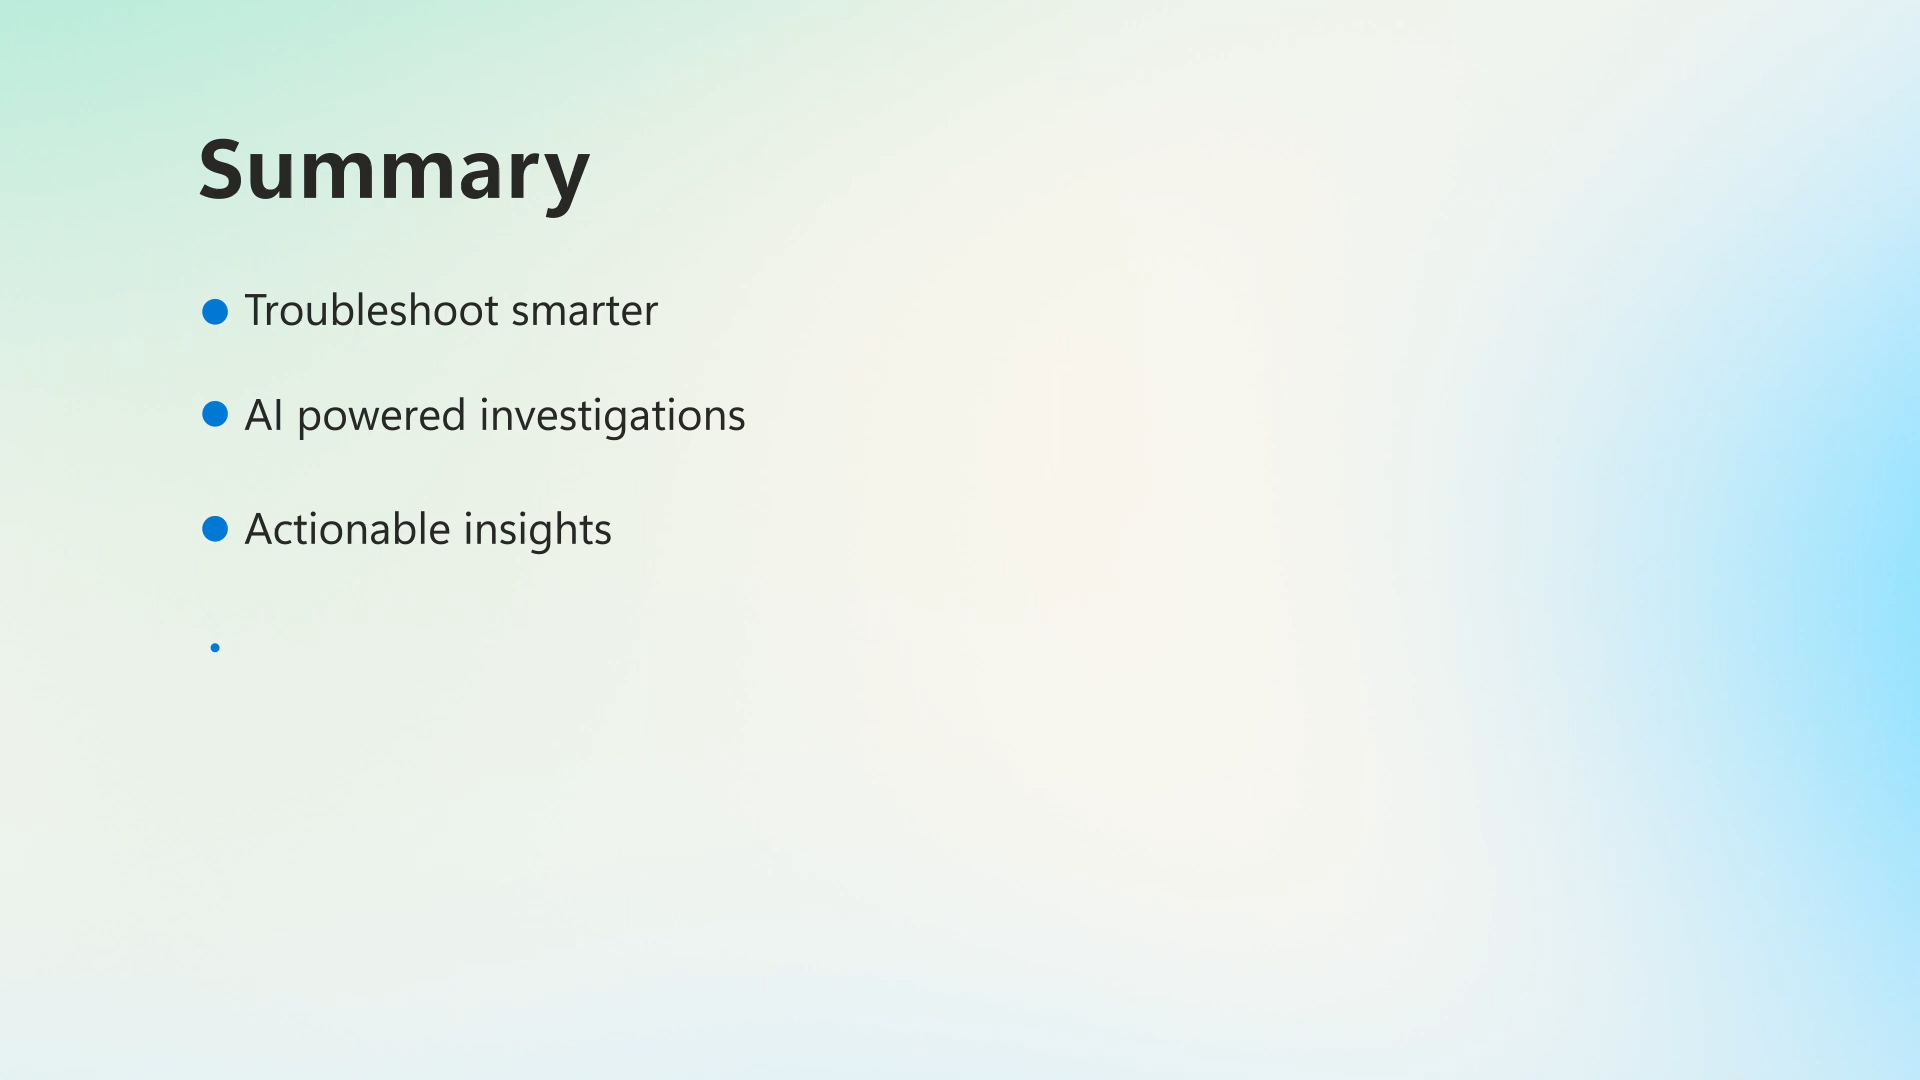 Summary
Troubleshoot smarter
AI powered investigations
Actionable insights